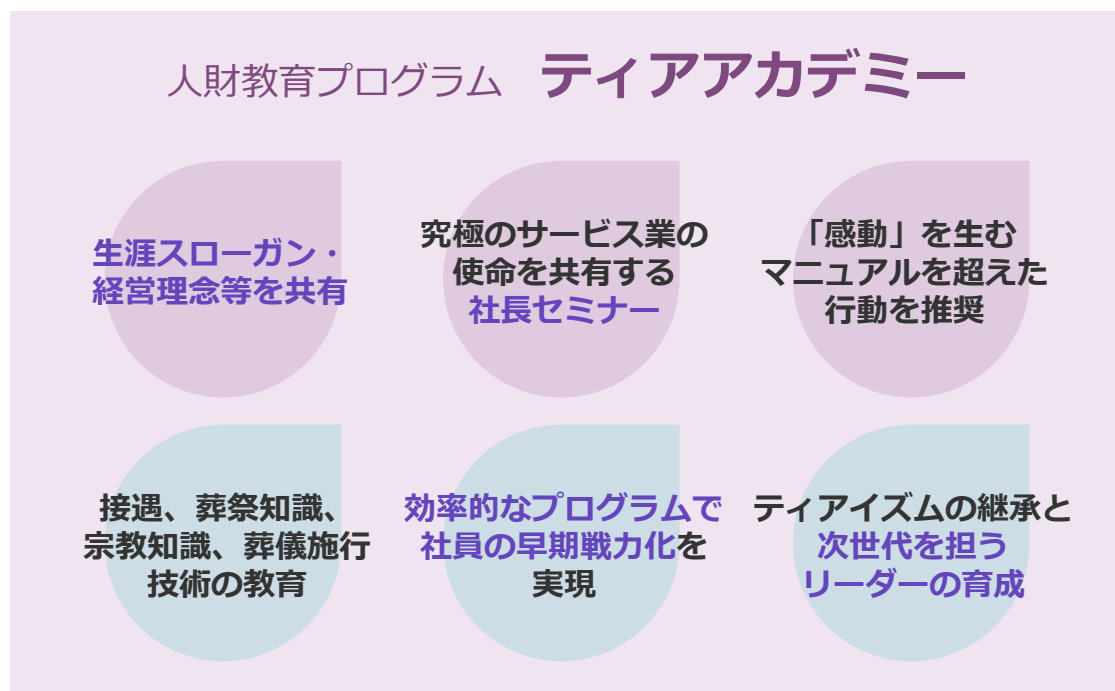 人財教育プログラム ティアアカデミー
生涯スローガン・
経営理念等を共有
究極のサービス業の
使命を共有する
社長セミナー
「感動」を生む
マニュアルを超えた
行動を推奨
接遇、葬祭知識、
宗教知識、葬儀施行
技術の教育
効率的なプログラムで
社員の早期戦力化を
実現
ティアイズムの継承と
次世代を担う
リーダーの育成